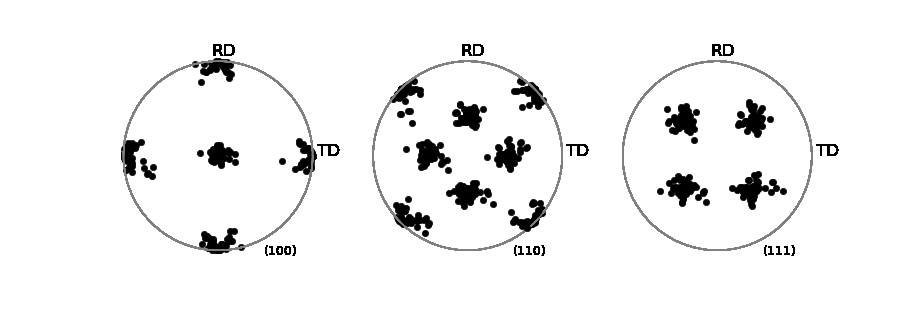 RD RD RD
TD TD TD
(100) (110) (111)